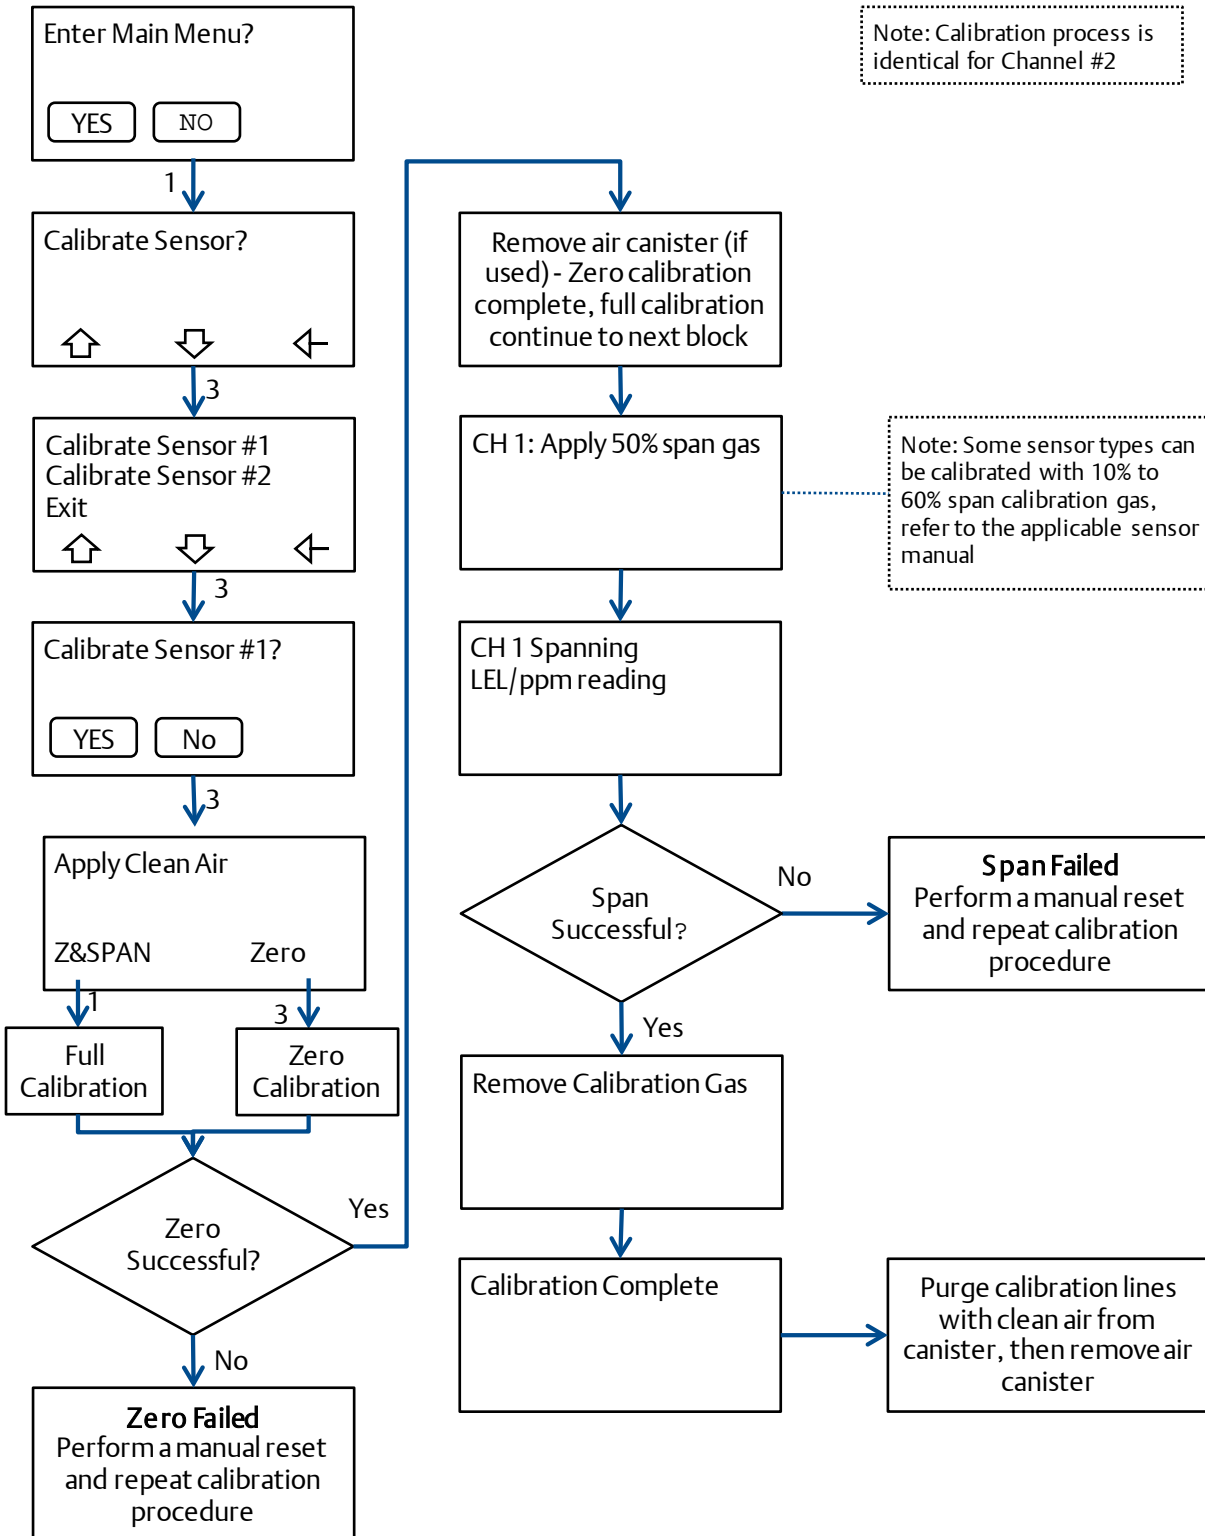 Enter Main Menu?
YES NO
1
Calibrate Sensor?
3
Calibrate Sensor #1
Calibrate Sensor #2
Exit
3
Calibrate Sensor #1?
YES No
3
Apply Clean Air
Z&SPAN Zero
1
3
Full
Calibration
Zero
Calibration
Zero
Successful?
Yes
No
Zero Failed
Perform a manual reset
and repeat calibration
procedure
Remove air canister (if
used) - Zero calibration
complete, full calibration
continue to next block
CH 1: Apply 50% span gas
CH 1 Spanning
LEL/ppm reading
Span
Successful?
No
Yes
Remove Calibration Gas
Calibration Complete
Note: Calibration process is
identical for Channel #2
Note: Some sensor types can
be calibrated with 10% to
60% span calibration gas,
refer to the applicable sensor
manual
Span Failed
Perform a manual reset
and repeat calibration
procedure
Purge calibration lines
with clean air from
canister, then remove air
canister